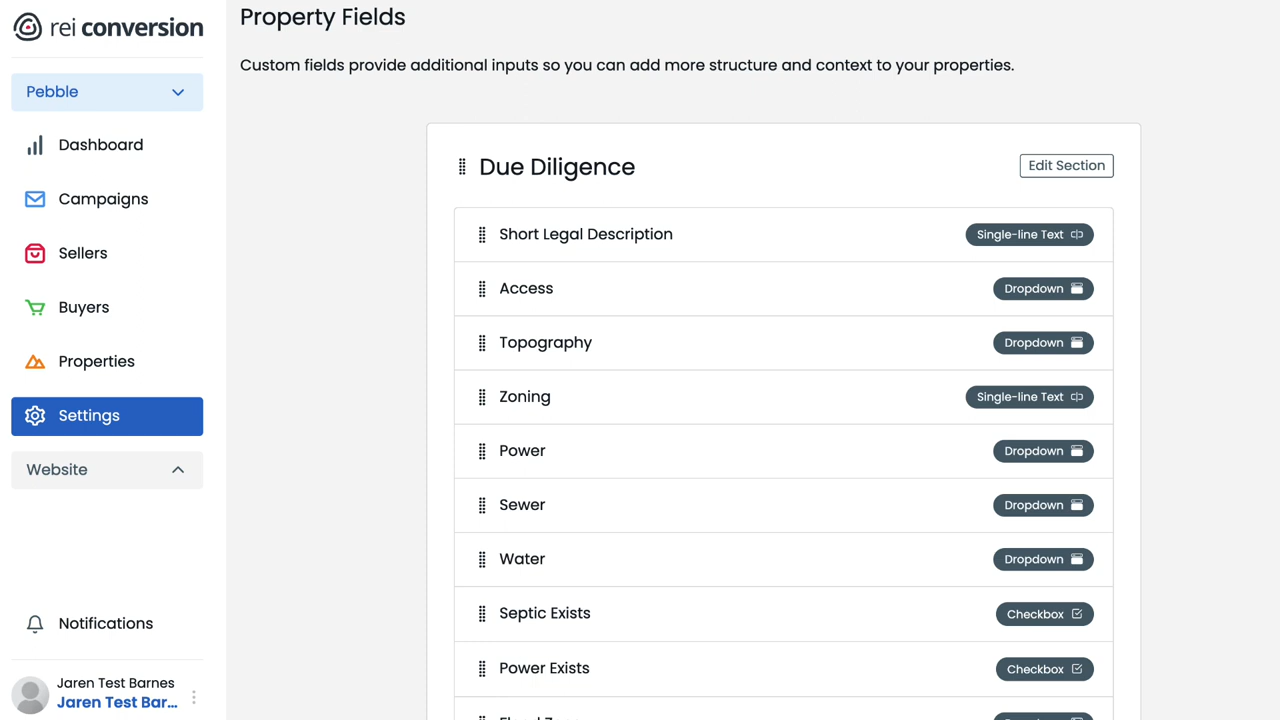 rei conversion
Pebble
Dashboard
Campaigns
Sellers
Buyers
Properties
Settings
Website
Notifications
Jaren Test Barnes
Jaren Test Bar...
Property Fields
Custom fields provide additional inputs so you can add more structure and context to your properties.
Due Diligence
Edit Section
Short Legal Description
Single-line Text
Access
Dropdown
Topography
Dropdown
Zoning
Single-line Text
Power
Dropdown
Sewer
Dropdown
Water
Dropdown
Septic Exists
Checkbox
Power Exists
Checkbox